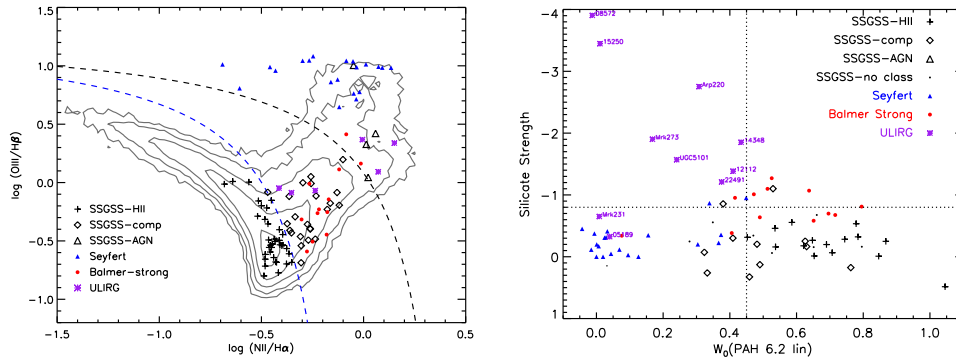 log (OIII/Hβ)
1.0
0.5
0.0
-0.5
-1.0
-1.5
-1.0
-0.5
0.0
0.5
log (NII/Hα)
SSGSS-HII
SSGSS-comp
SSGSS-AGN
Seyfert
Balmer-strong
ULIRG
Silicate Strength
-4
-3
-2
-1
0
1
0.0
0.2
0.4
0.6
0.8
1.0
W₀(PAH 6.2 lin)
08572
15250
Arp220
Mrk273
14348
UGC5101
12112
22491
Mrk231
05189
SSGSS-HII
SSGSS-comp
SSGSS-AGN
SSGSS-no class
Seyfert
Balmer Strong
ULIRG